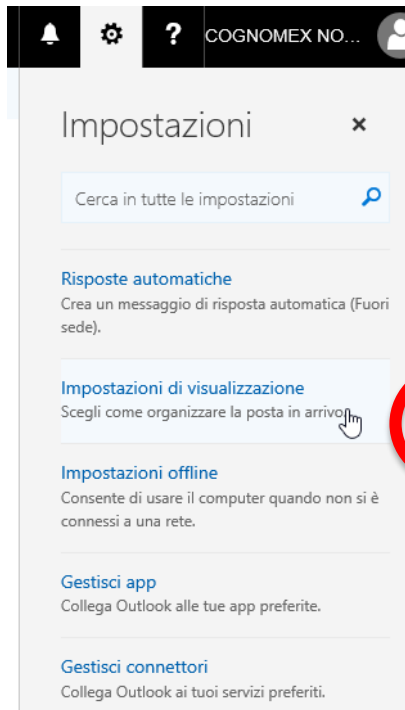 ? COGNOMEX NO...
Impostazioni ×
Cerca in tutte le impostazioni
Risposte automatiche
Crea un messaggio di risposta automatica (Fuori
sede).
Impostazioni di visualizzazione
Scegli come organizzare la posta in arrivo.
Impostazioni offline
Consente di usare il computer quando non si è
connessi a una rete.
Gestisci app
Collega Outlook alle tue app preferite.
Gestisci connettori
Collega Outlook ai tuoi servizi preferiti.